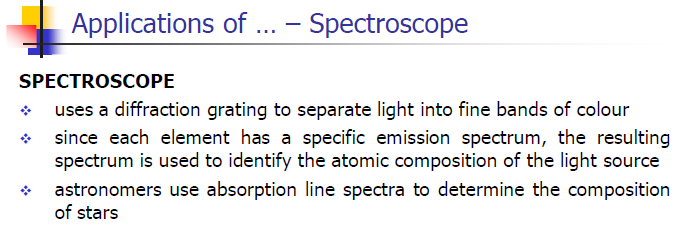 Applications of … – Spectroscope
SPECTROSCOPE
❖ uses a diffraction grating to separate light into fine bands of colour
❖ since each element has a specific emission spectrum, the resulting
spectrum is used to identify the atomic composition of the light source
❖ astronomers use absorption line spectra to determine the composition
of stars